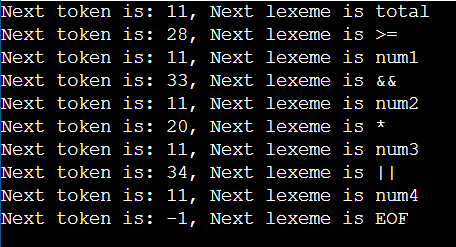 Next token is: 11, Next lexeme is total
Next token is: 28, Next lexeme is >=
Next token is: 11, Next lexeme is num1
Next token is: 33, Next lexeme is &&
Next token is: 11, Next lexeme is num2
Next token is: 20, Next lexeme is *
Next token is: 11, Next lexeme is num3
Next token is: 34, Next lexeme is ||
Next token is: 11, Next lexeme is num4
Next token is: -1, Next lexeme is EOF